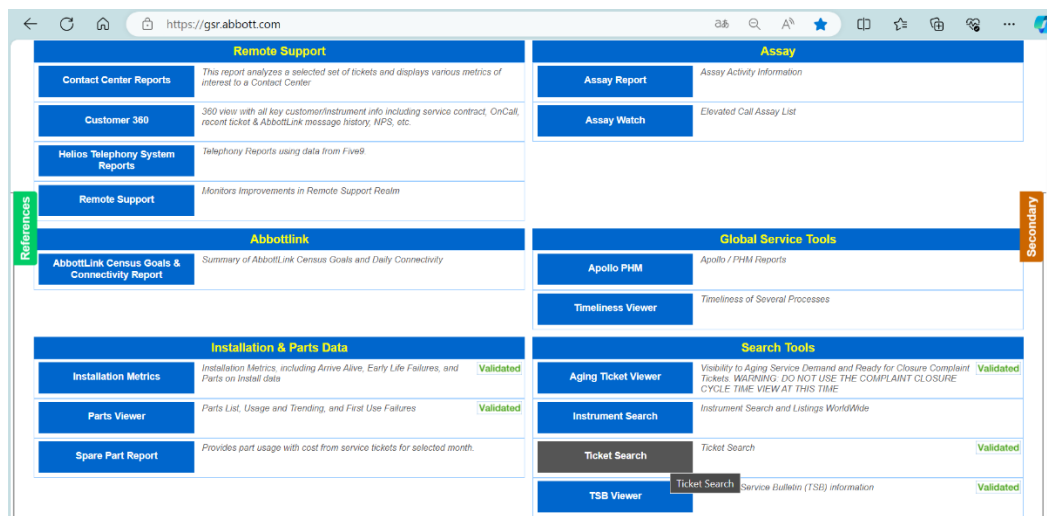 https://gsr.abbott.com
References
Secondary
Remote Support
Contact Center Reports
This report analyzes a selected set of tickets and displays various metrics of
interest to a Contact Center
Customer 360
360 view with all key customer/instrument info including service contract, OnCall,
recent ticket & AbbottLink message history, NPS, etc.
Helios Telephony System
Reports
Telephony Reports using data from Five9
Remote Support
Monitors Improvements in Remote Support Realm
Assay
Assay Report
Assay Activity Information
Assay Watch
Elevated Call Assay List
Abbottlink
AbbottLink Census Goals &
Connectivity Report
Summary of AbbottLink Census Goals and Daily Connectivity
Global Service Tools
Apollo PHM
Apollo / PHM Reports
Timeliness Viewer
Timeliness of Several Processes
Installation & Parts Data
Installation Metrics
Installation Metrics, including Arrive Alive, Early Life Failures, and
Parts on Install data
Validated
Parts Viewer
Parts List, Usage and Trending, and First Use Failures
Validated
Spare Part Report
Provides part usage with cost from service tickets for selected month.
Search Tools
Aging Ticket Viewer
Visibility to Aging Service Demand and Ready for Closure Complaint
Tickets. WARNING: DO NOT USE THE COMPLAINT CLOSURE
CYCLE TIME VIEW AT THIS TIME
Validated
Instrument Search
Instrument Search and Listings WorldWide
Ticket Search
Ticket Search
Validated
Ticket Search
TSB Viewer
Service Bulletin (TSB) information
Validated